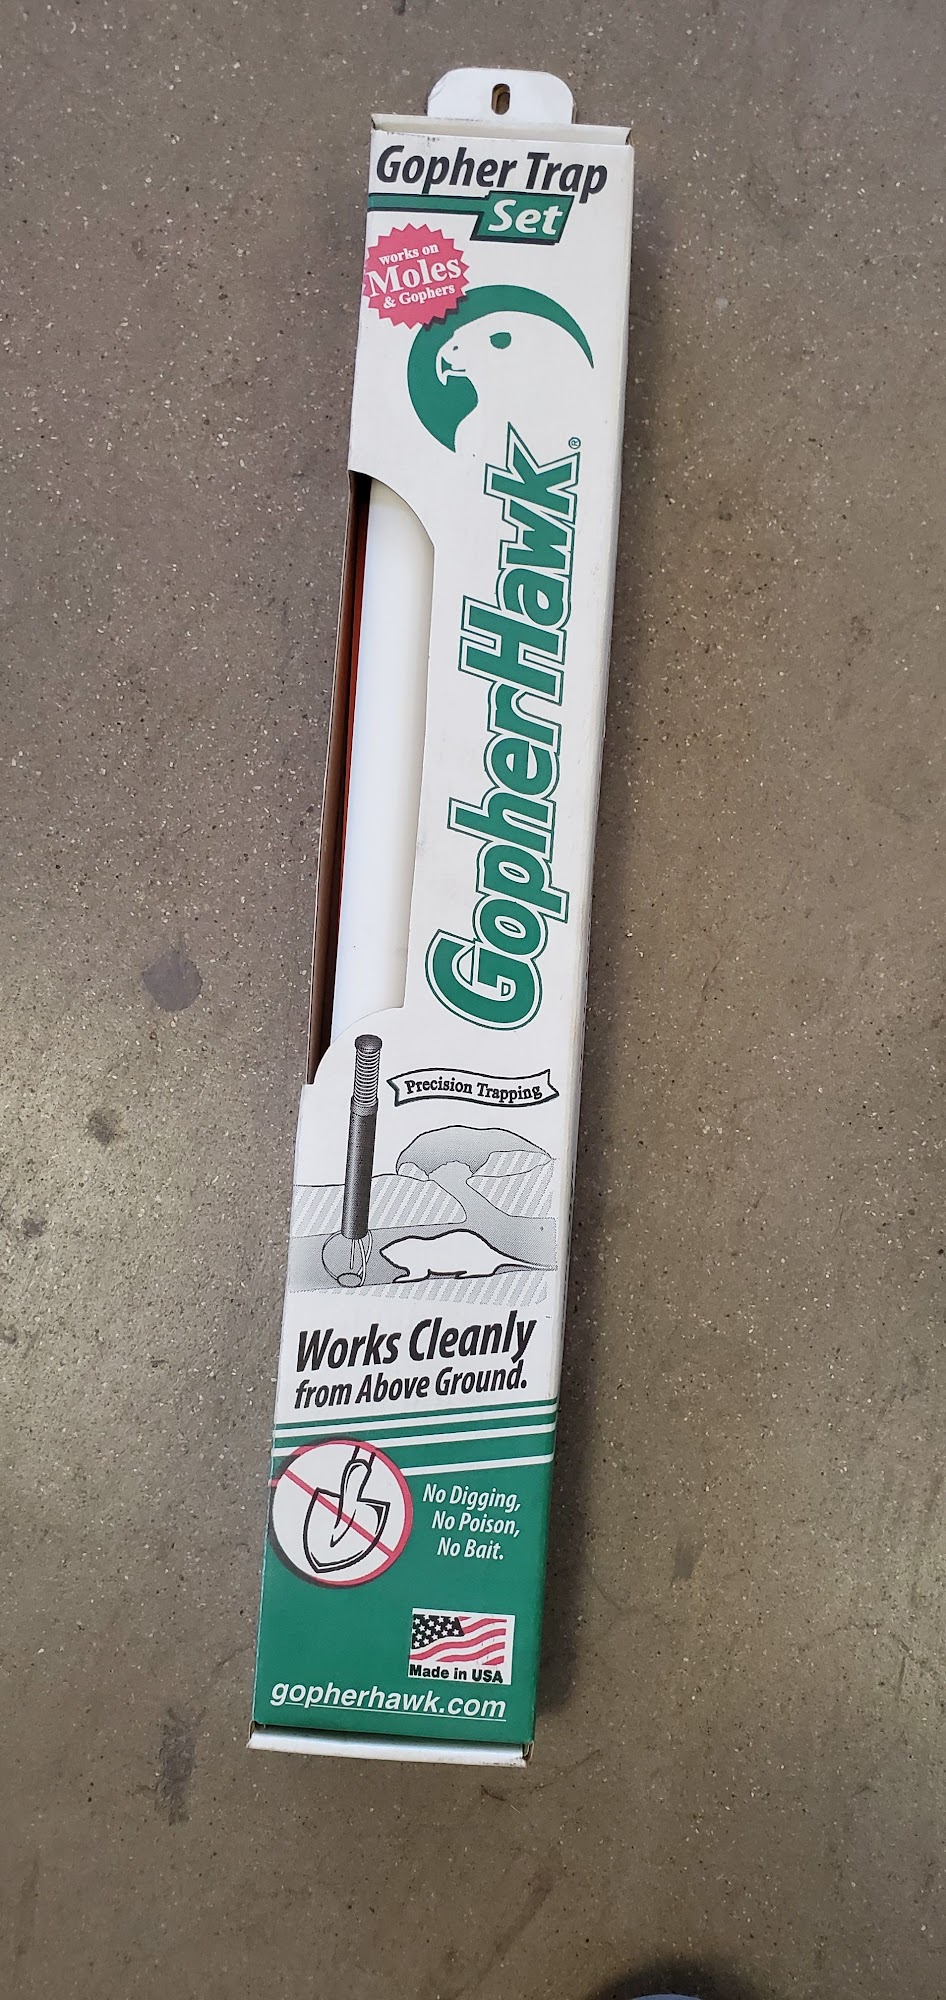 Gopher Trap
Set
works on
Moles
& Gophers
GopherHawk®
Precision Trapping
Works Cleanly
from Above Ground.
No Digging,
No Poison,
No Bait.
Made in USA
gopherhawk.com